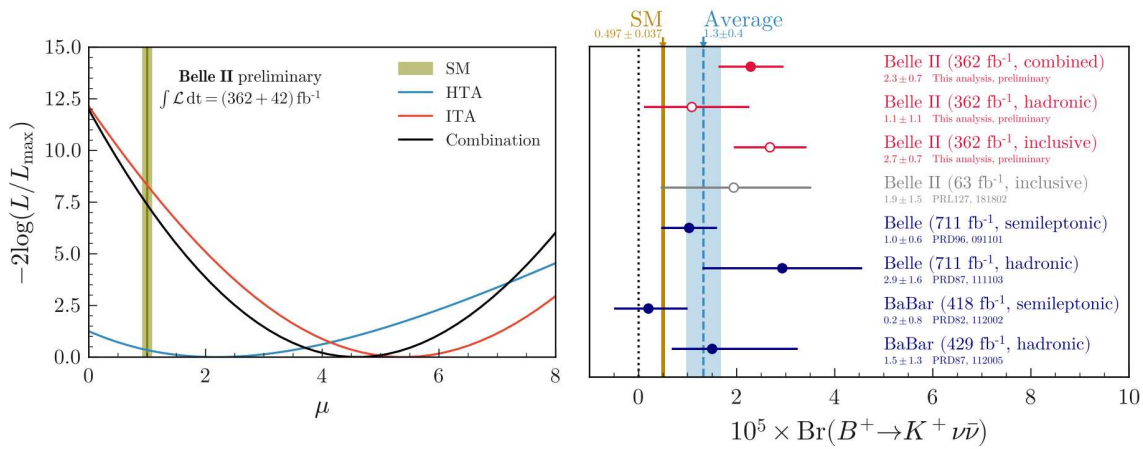 15.0
12.5
10.0
7.5
5.0
2.5
0.0
−2log(L/L_max)
Belle II preliminary
∫ℒ dt = (362 + 42) fb⁻¹
SM
HTA
ITA
Combination
0 2 4 6 8
μ
SM
0.497 ± 0.037
Average
1.3±0.4
Belle II (362 fb⁻¹, combined)
2.3 ± 0.7 This analysis, preliminary
Belle II (362 fb⁻¹, hadronic)
1.1 ± 1.1 This analysis, preliminary
Belle II (362 fb⁻¹, inclusive)
2.7 ± 0.7 This analysis, preliminary
Belle II (63 fb⁻¹, inclusive)
1.9 ± 1.5 PRL127, 181802
Belle (711 fb⁻¹, semileptonic)
1.0 ± 0.6 PRD96, 091101
Belle (711 fb⁻¹, hadronic)
2.9 ± 1.6 PRD87, 111103
BaBar (418 fb⁻¹, semileptonic)
0.2 ± 0.8 PRD82, 112002
BaBar (429 fb⁻¹, hadronic)
1.5 ± 1.3 PRD87, 112005
0 2 4 6 8 10
10⁵ × Br(B⁺→K⁺νν̄)